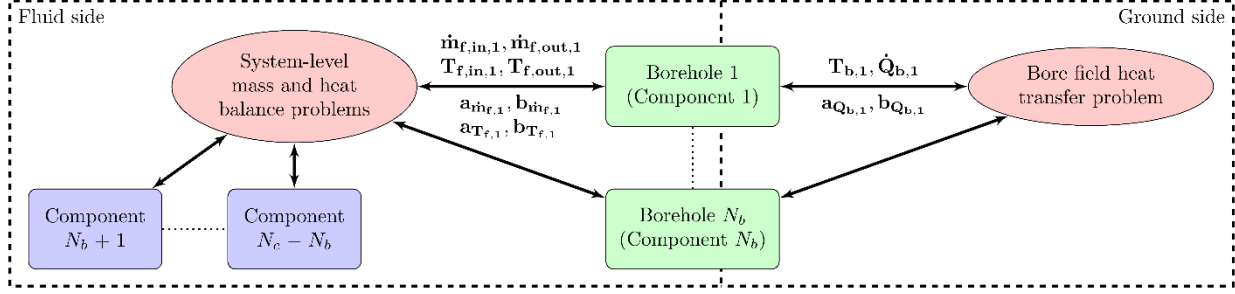 Fluid side
Ground side
System-level
mass and heat
balance problems
ṁf,in,1, ṁf,out,1
Tf,in,1, Tf,out,1
aṁf,1, bṁf,1
aTf,1, bTf,1
Borehole 1
(Component 1)
Tb,1, Q̇b,1
aQb,1, bQb,1
Bore field heat
transfer problem
Component
Nb + 1
Component
Nc − Nb
Borehole Nb
(Component Nb)